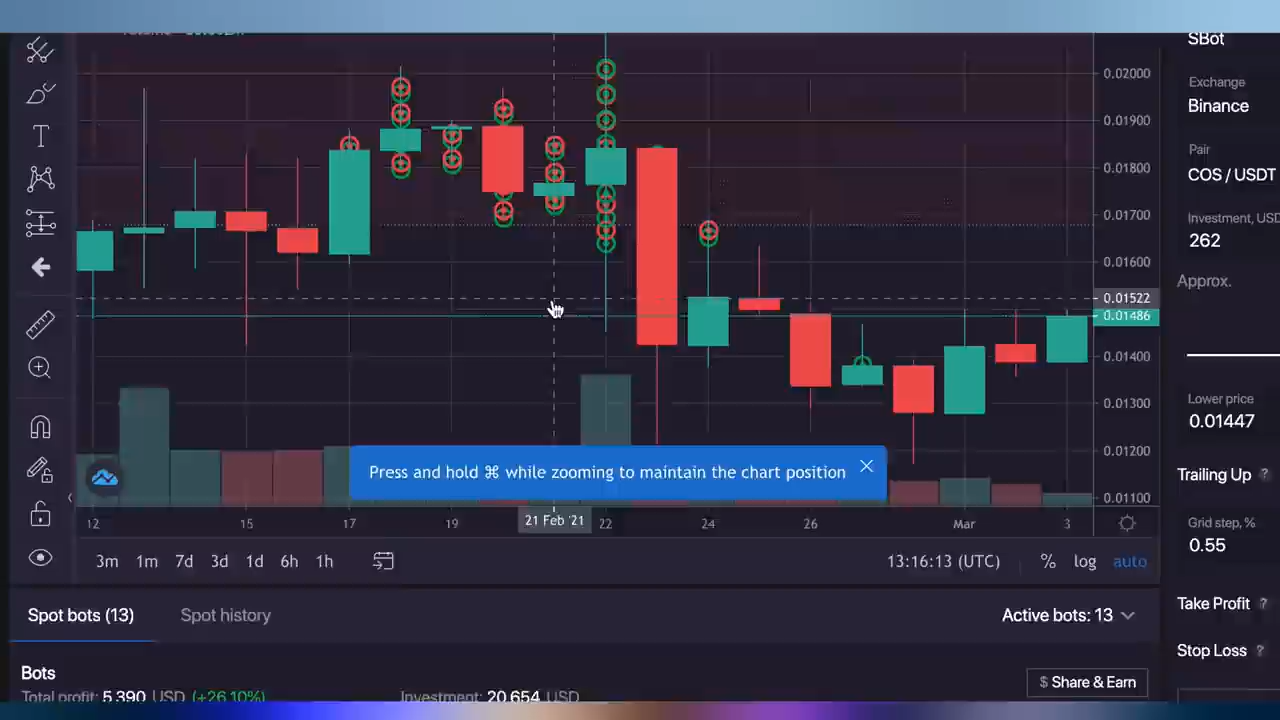 SBot
0.02000
Exchange
Binance
0.01900
Pair
0.01800
COS / USDT
0.01700
Investment, USD
262
0.01600
Approx.
0.01522
0.01486
0.01400
0.01300
Lower price
0.01447
0.01200
Press and hold ⌘ while zooming to maintain the chart position
Trailing Up ?
0.01100
12 15 17 19 21 Feb '21 22 24 26 Mar 3
Grid step, %
0.55
3m 1m 7d 3d 1d 6h 1h 13:16:13 (UTC) % log auto
Take Profit ?
Spot bots (13) Spot history Active bots: 13
Stop Loss ?
Bots
$ Share & Earn
Total profit: 5,390 USD (+26.10%) Investment: 20,654 USD